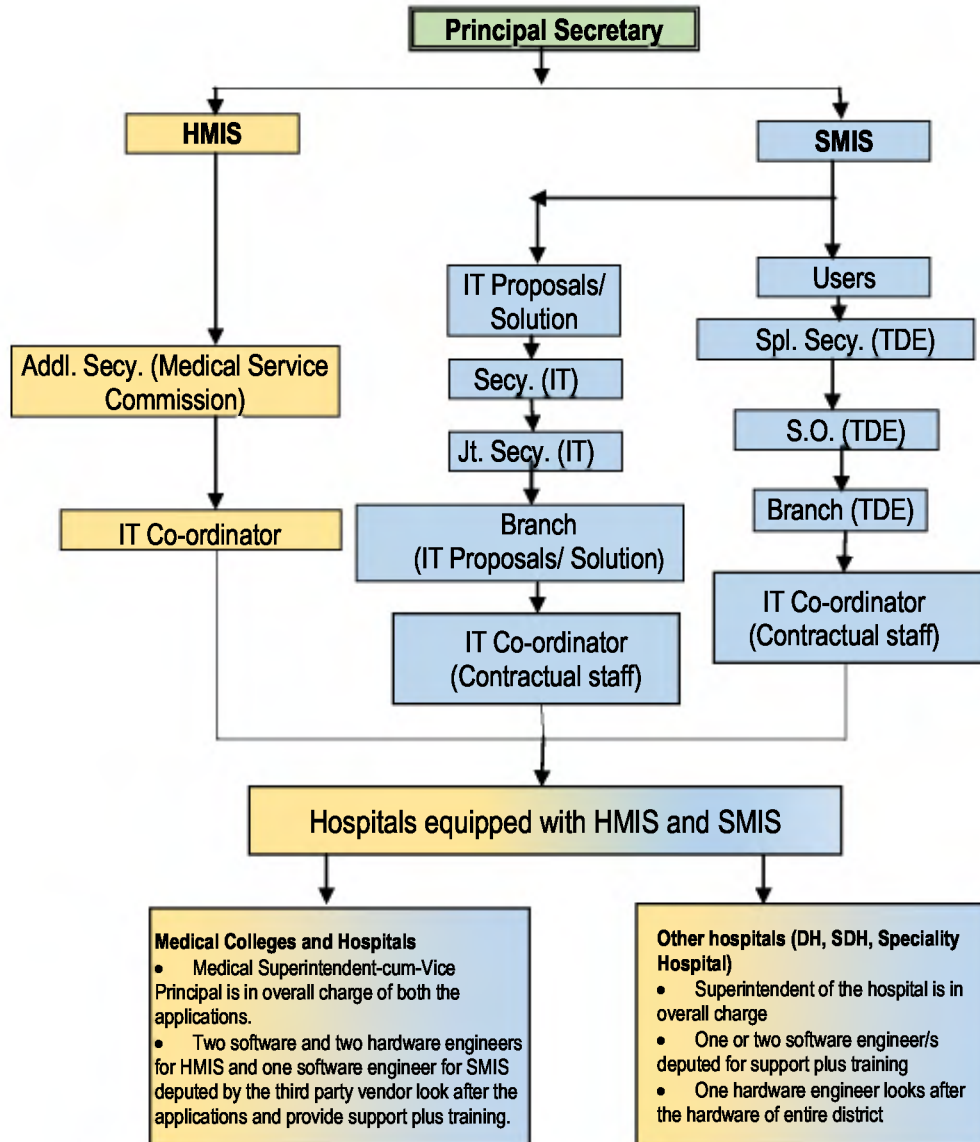 Principal Secretary
HMIS
SMIS
IT Proposals/
Solution
Users
Addl. Secy. (Medical Service
Commission)
Secy. (IT)
Spl. Secy. (TDE)
Jt. Secy. (IT)
S.O. (TDE)
IT Co-ordinator
Branch
(IT Proposals/ Solution)
Branch (TDE)
IT Co-ordinator
(Contractual staff)
IT Co-ordinator
(Contractual staff)
Hospitals equipped with HMIS and SMIS
Medical Colleges and Hospitals
• Medical Superintendent-cum-Vice
Principal is in overall charge of both the
applications.
• Two software and two hardware engineers
for HMIS and one software engineer for SMIS
deputed by the third party vendor look after the
applications and provide support plus training.
Other hospitals (DH, SDH, Speciality
Hospital)
• Superintendent of the hospital is in
overall charge
• One or two software engineer/s
deputed for support plus training
• One hardware engineer looks after
the hardware of entire district